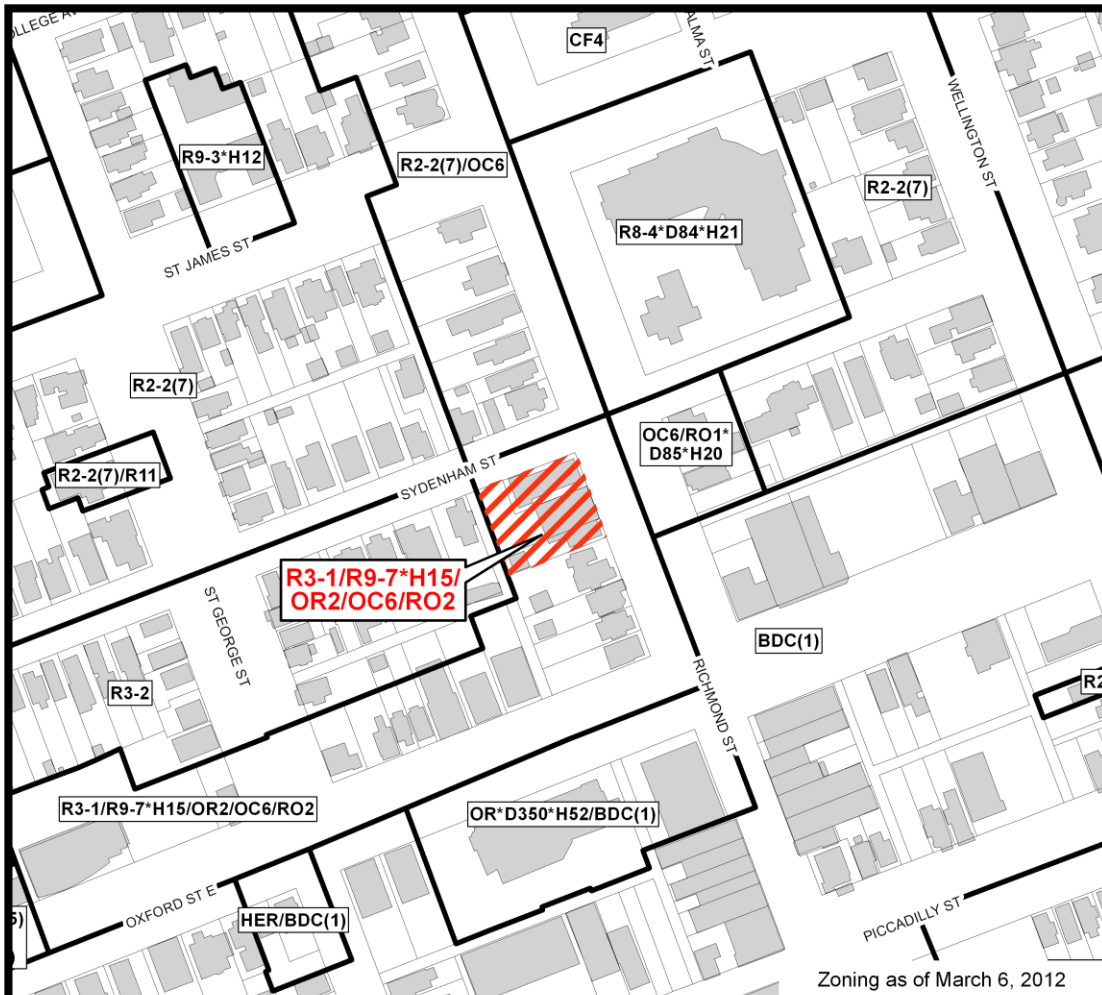 OLLEGE AV
CF4
ALMA ST
WELLINGTON ST
R9-3*H12
R2-2(7)/OC6
R2-2(7)
R8-4*D84*H21
ST JAMES ST
R2-2(7)
OC6/RO1*
D85*H20
R2-2(7)/R11
SYDENHAM ST
R3-1/R9-7*H15/
OR2/OC6/RO2
ST GEORGE ST
BDC(1)
RICHMOND ST
R3-2
R2
R3-1/R9-7*H15/OR2/OC6/RO2
OR*D350*H52/BDC(1)
OXFORD ST E
HER/BDC(1)
5)
)
PICCADILLY ST
Zoning as of March 6, 2012